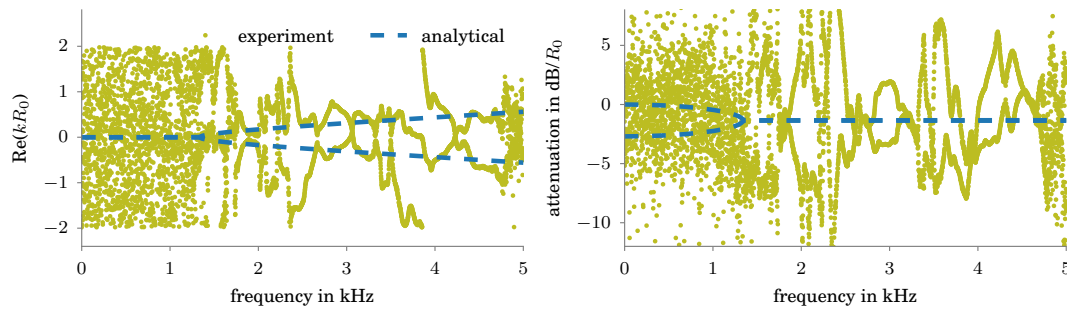 Re(kR₀)
2
1
0
−1
−2
experiment analytical
0 1 2 3 4 5
frequency in kHz
attenuation in dB/R₀
5
0
−5
−10
0 1 2 3 4 5
frequency in kHz